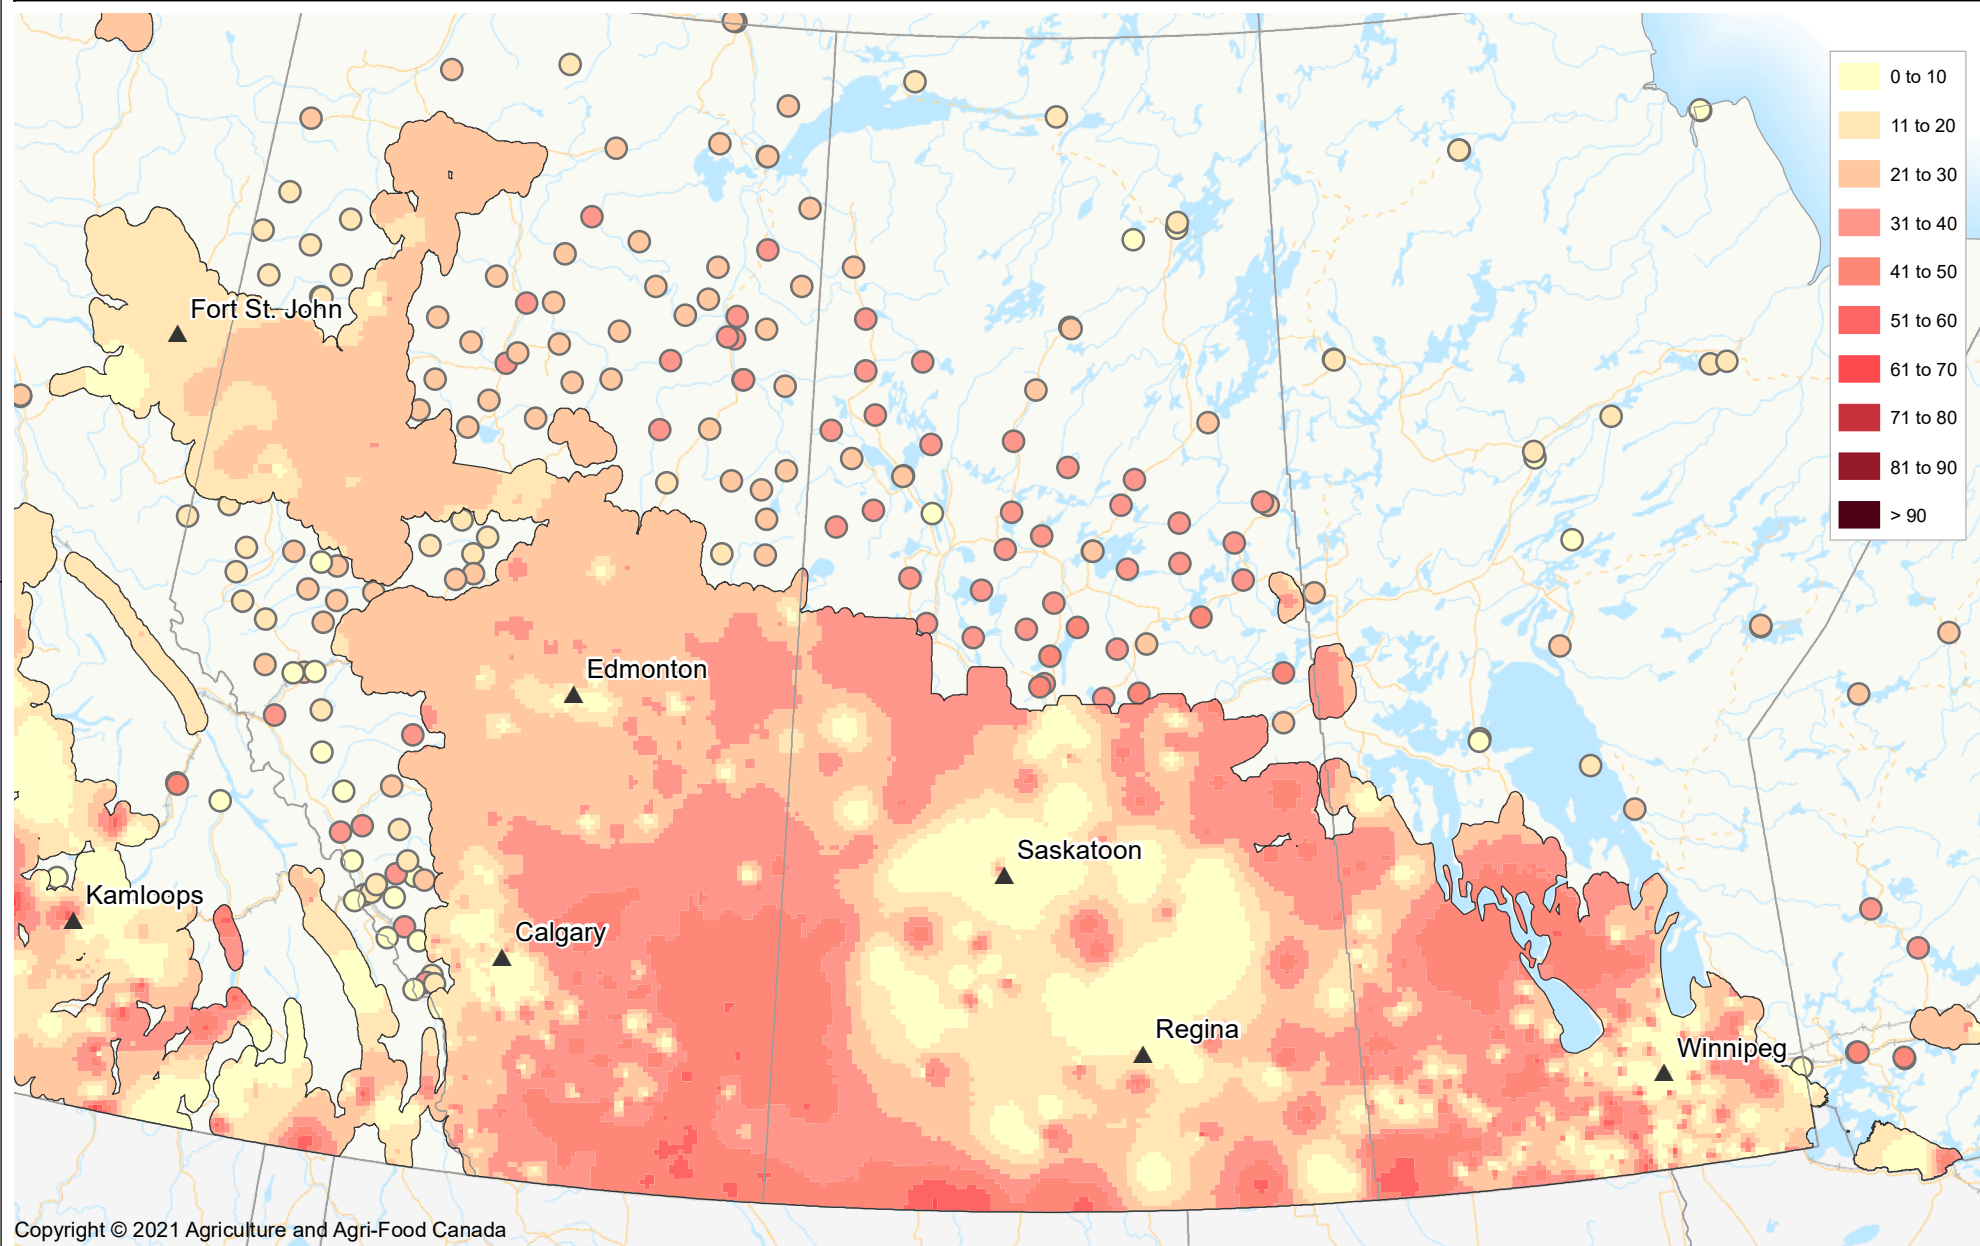 0 to 10
11 to 20
21 to 30
31 to 40
41 to 50
51 to 60
61 to 70
71 to 80
81 to 90
> 90
Fort St. John
Edmonton
Saskatoon
Kamloops
Calgary
Regina
Winnipeg
Copyright © 2021 Agriculture and Agri-Food Canada